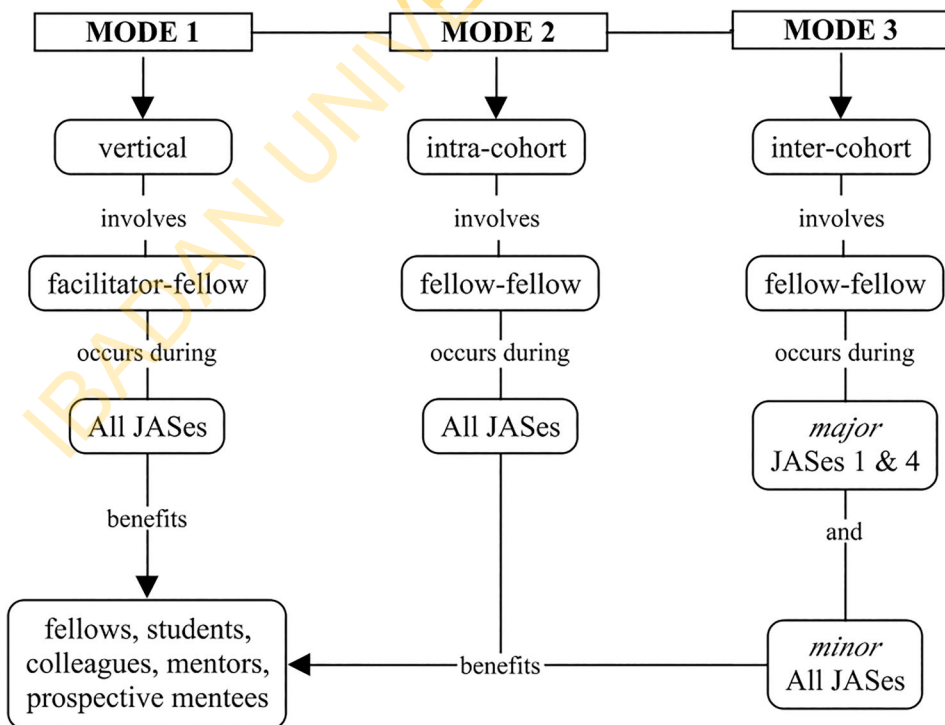 MODE 1
MODE 2
MODE 3
vertical
intra-cohort
inter-cohort
involves
involves
involves
facilitator-fellow
fellow-fellow
fellow-fellow
occurs during
occurs during
occurs during
All JASes
All JASes
major
JASes 1 & 4
benefits
and
fellows, students,
colleagues, mentors,
prospective mentees
benefits
minor
All JASes
IBADAN UNIVE